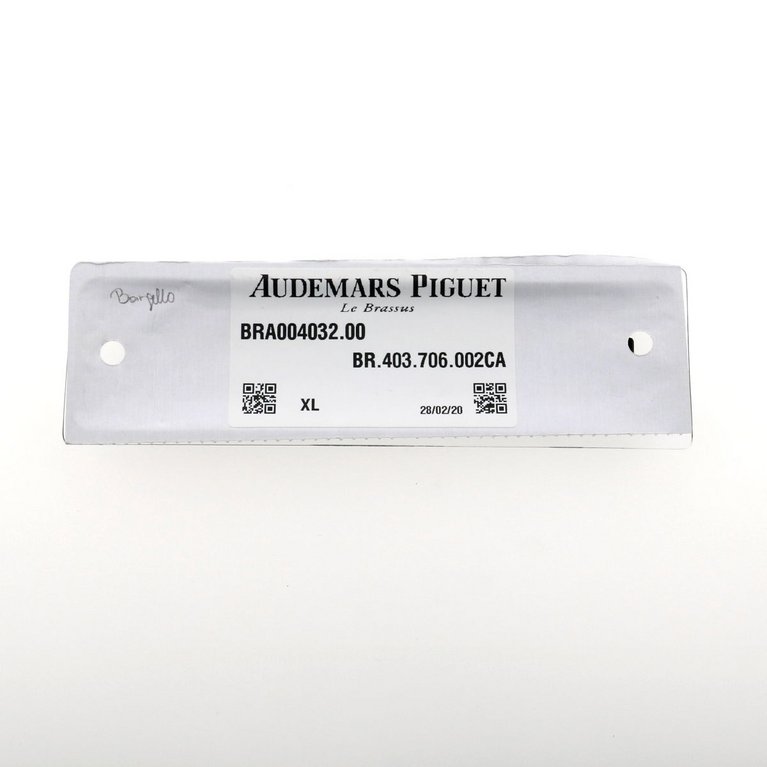 Bargello
AUDEMARS PIGUET
Le Brassus
BRA004032.00
BR.403.706.002CA
XL
28/02/20